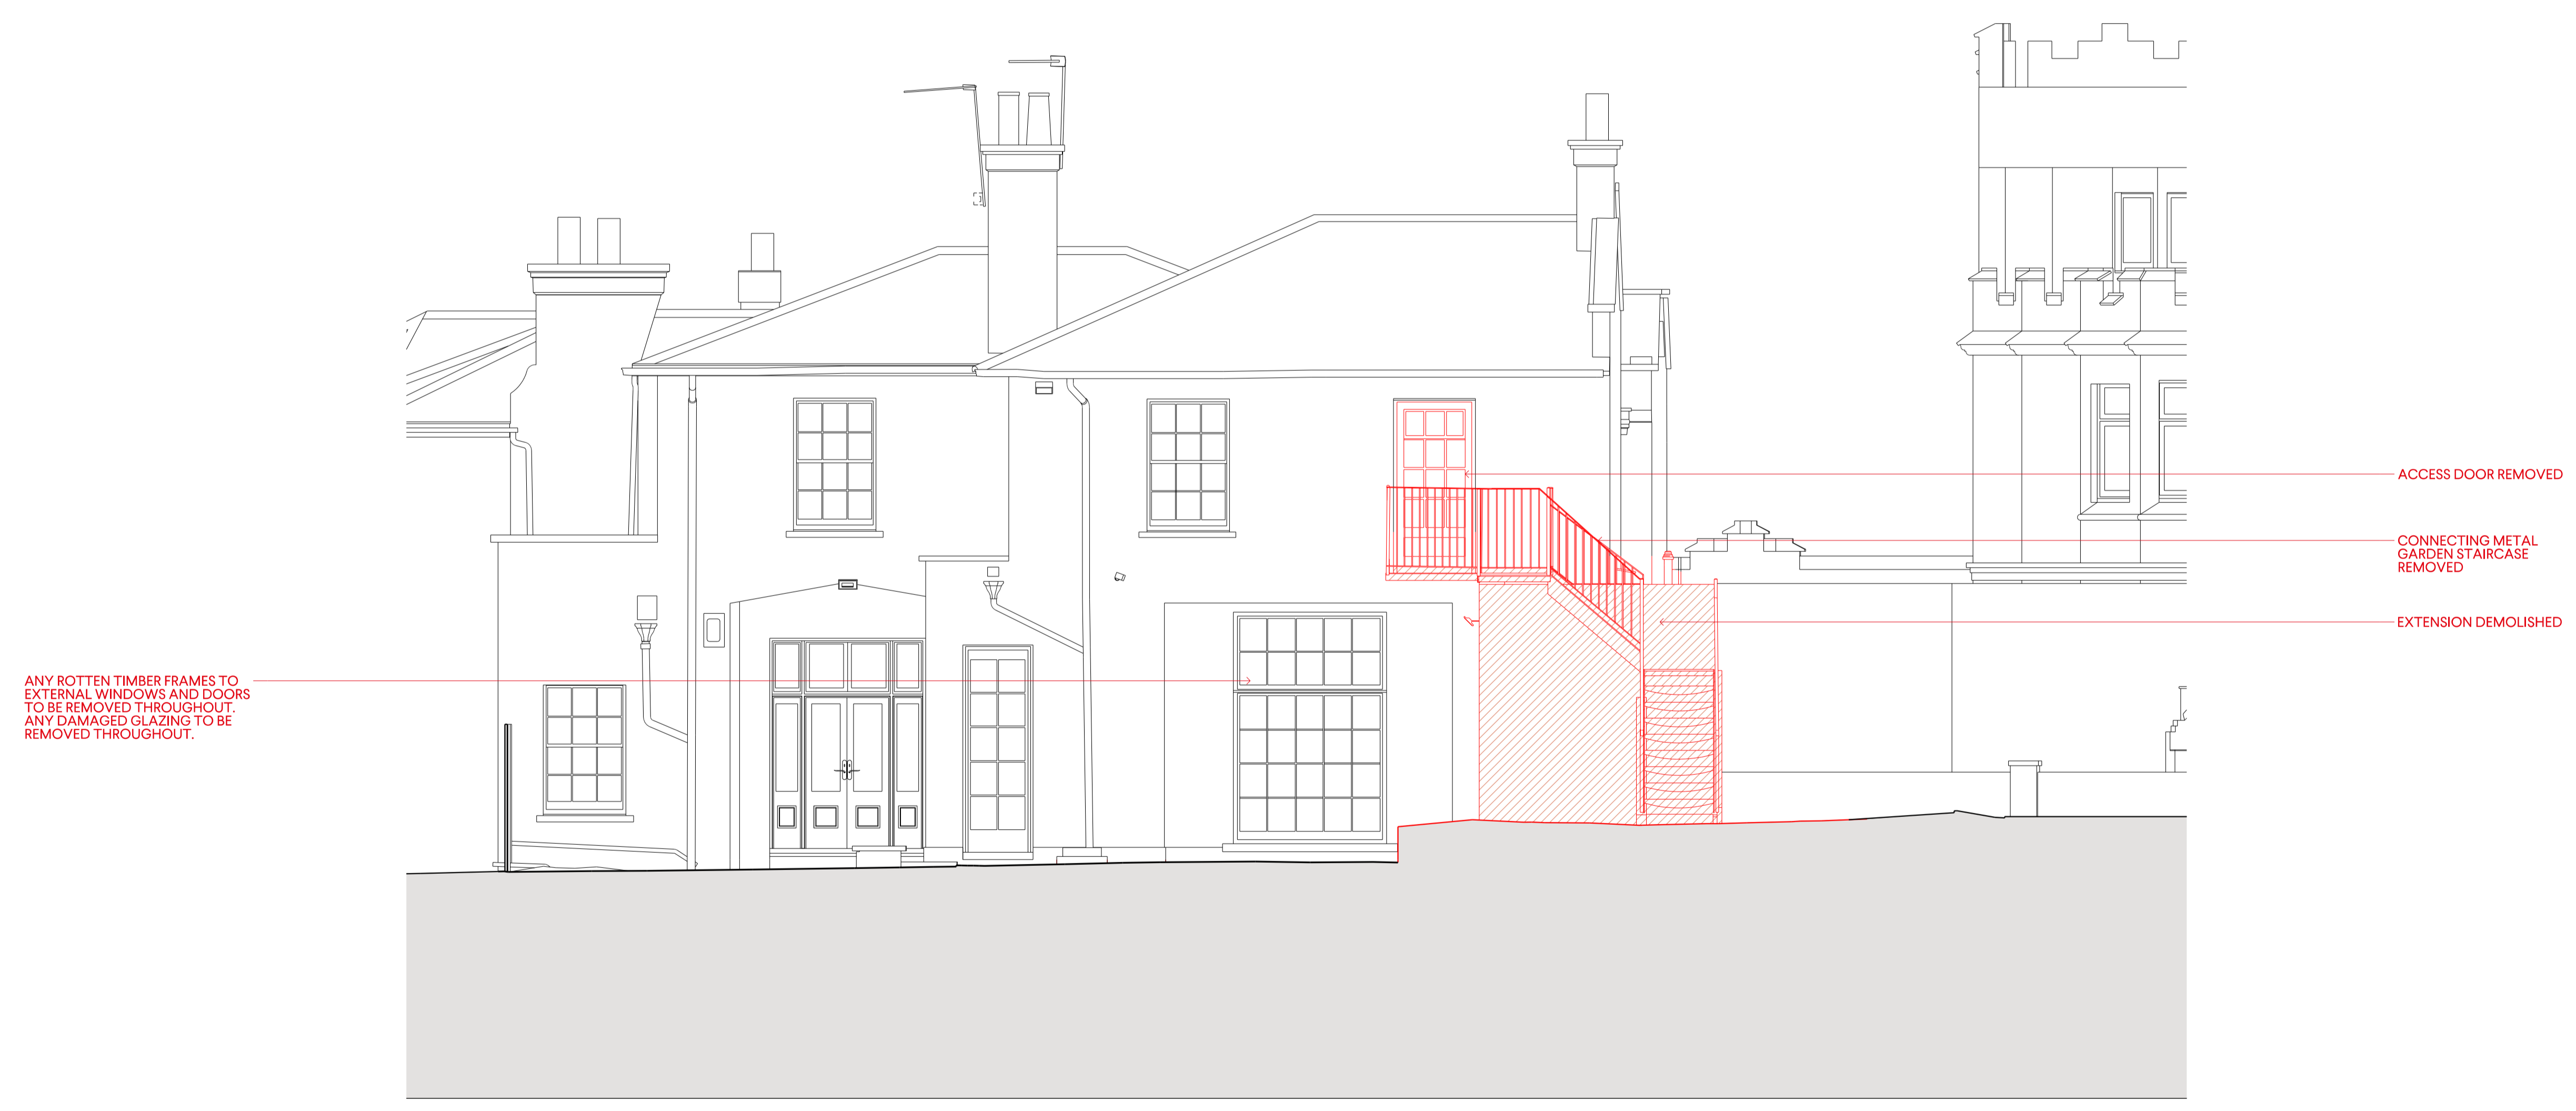 ACCESS DOOR REMOVED
CONNECTING METAL
GARDEN STAIRCASE
REMOVED
EXTENSION DEMOLISHED
ANY ROTTEN TIMBER FRAMES TO
EXTERNAL WINDOWS AND DOORS
TO BE REMOVED THROUGHOUT.
ANY DAMAGED GLAZING TO BE
REMOVED THROUGHOUT.